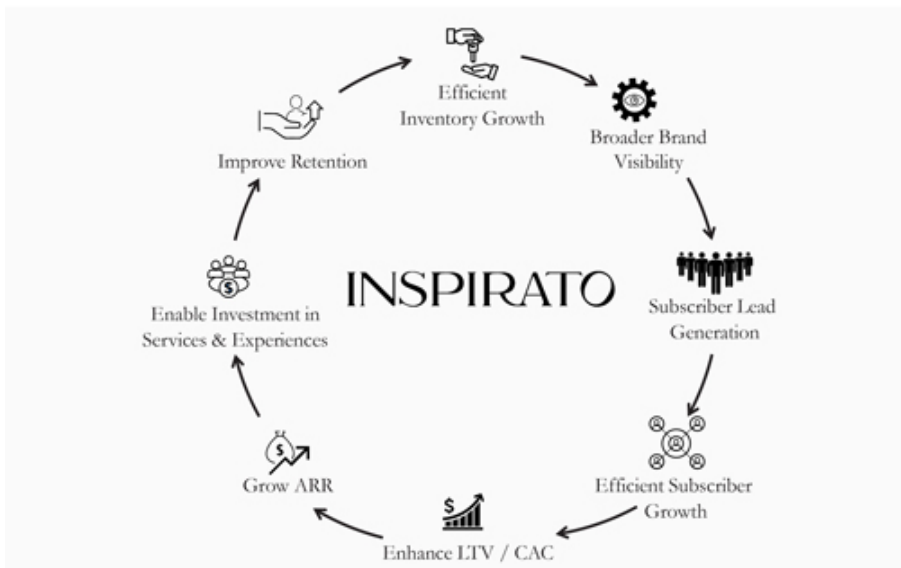 Efficient
Inventory Growth
Broader Brand
Visibility
Subscriber Lead
Generation
Efficient Subscriber
Growth
Enhance LTV / CAC
$
Grow ARR
$
Enable Investment in
Services & Experiences
$
Improve Retention
INSPIRATO